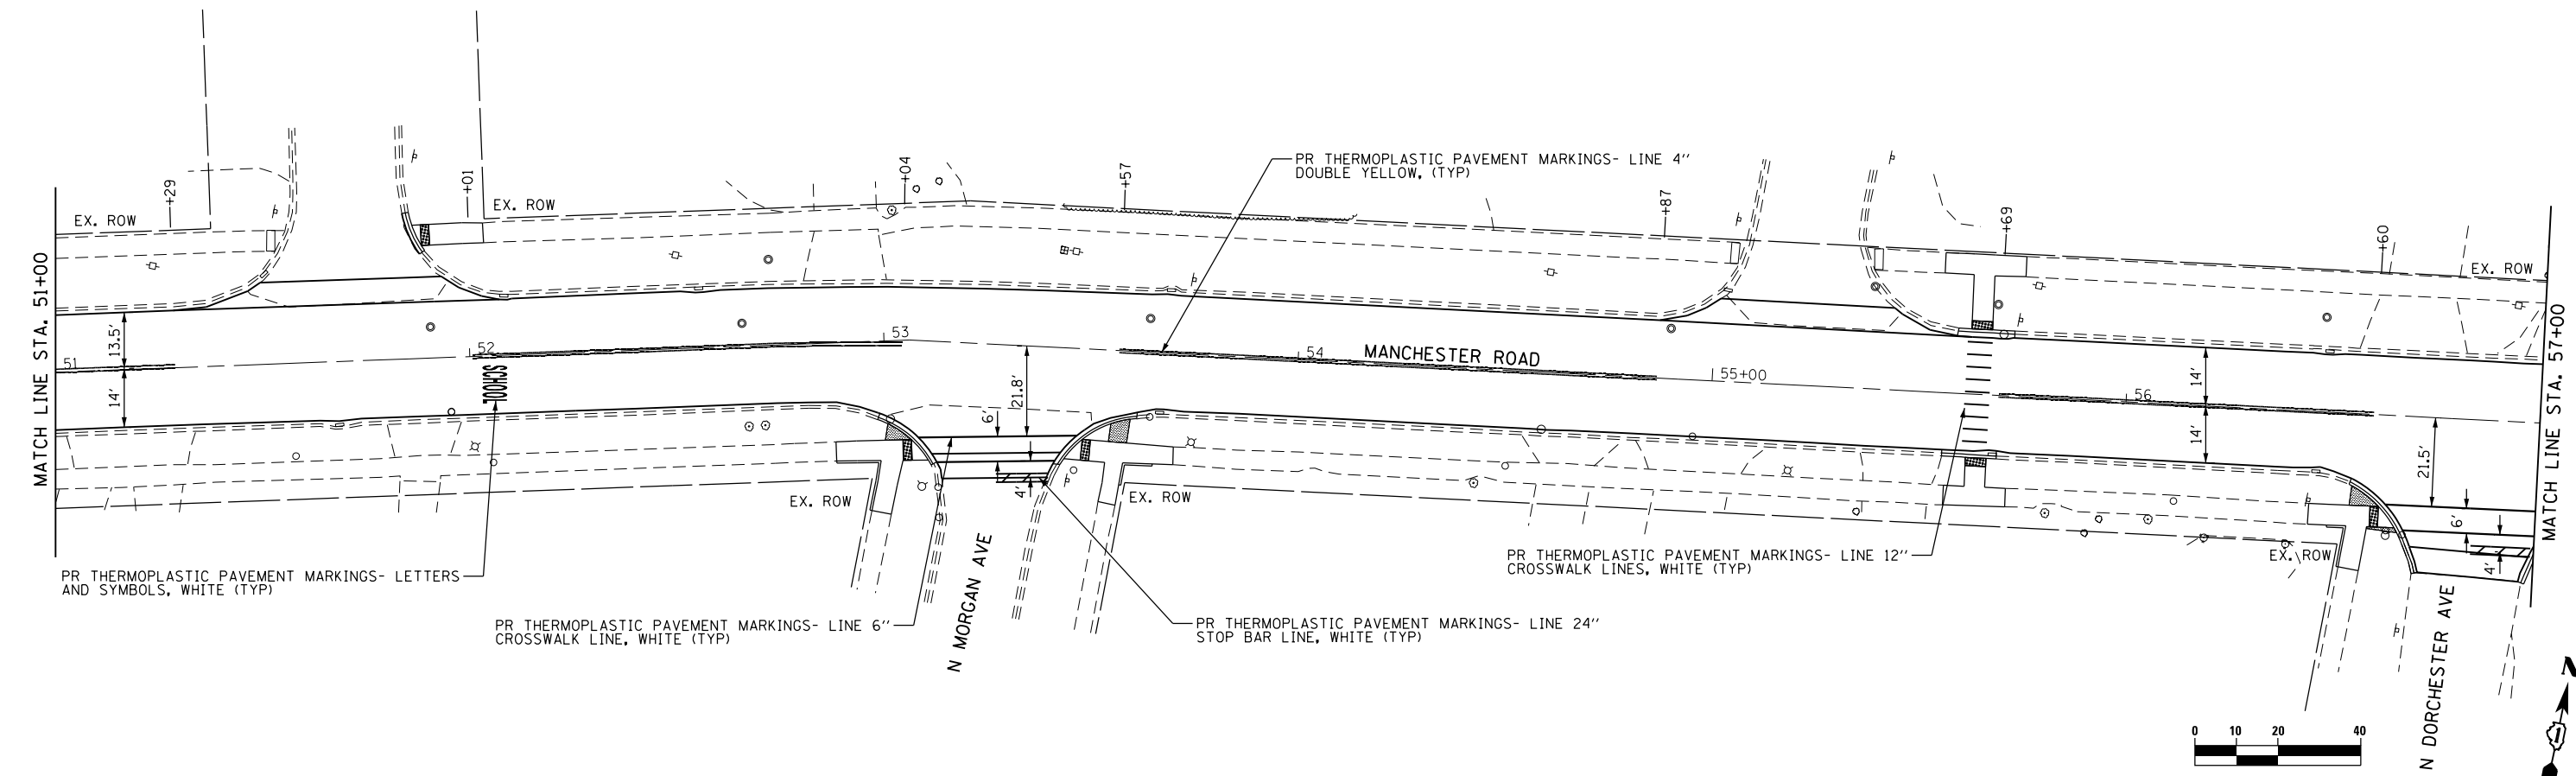 MATCH LINE STA. 51+00
EX. ROW
+29
+01
EX. ROW
+04
+57
PR THERMOPLASTIC PAVEMENT MARKINGS- LINE 4"
DOUBLE YELLOW, (TYP)
+87
+69
+60
EX. ROW
MATCH LINE STA. 57+00
13.5'
14'
51
52
SCHOOL
53
21.8'
6'
4'
54
MANCHESTER ROAD
55+00
56
14'
14'
21.5'
6'
4'
EX. ROW
EX. ROW
EX. ROW
PR THERMOPLASTIC PAVEMENT MARKINGS- LETTERS
AND SYMBOLS, WHITE (TYP)
PR THERMOPLASTIC PAVEMENT MARKINGS- LINE 6"
CROSSWALK LINE, WHITE (TYP)
N MORGAN AVE
PR THERMOPLASTIC PAVEMENT MARKINGS- LINE 24"
STOP BAR LINE, WHITE (TYP)
PR THERMOPLASTIC PAVEMENT MARKINGS- LINE 12"
CROSSWALK LINES, WHITE (TYP)
N DORCHESTER AVE
0 10 20 40
N